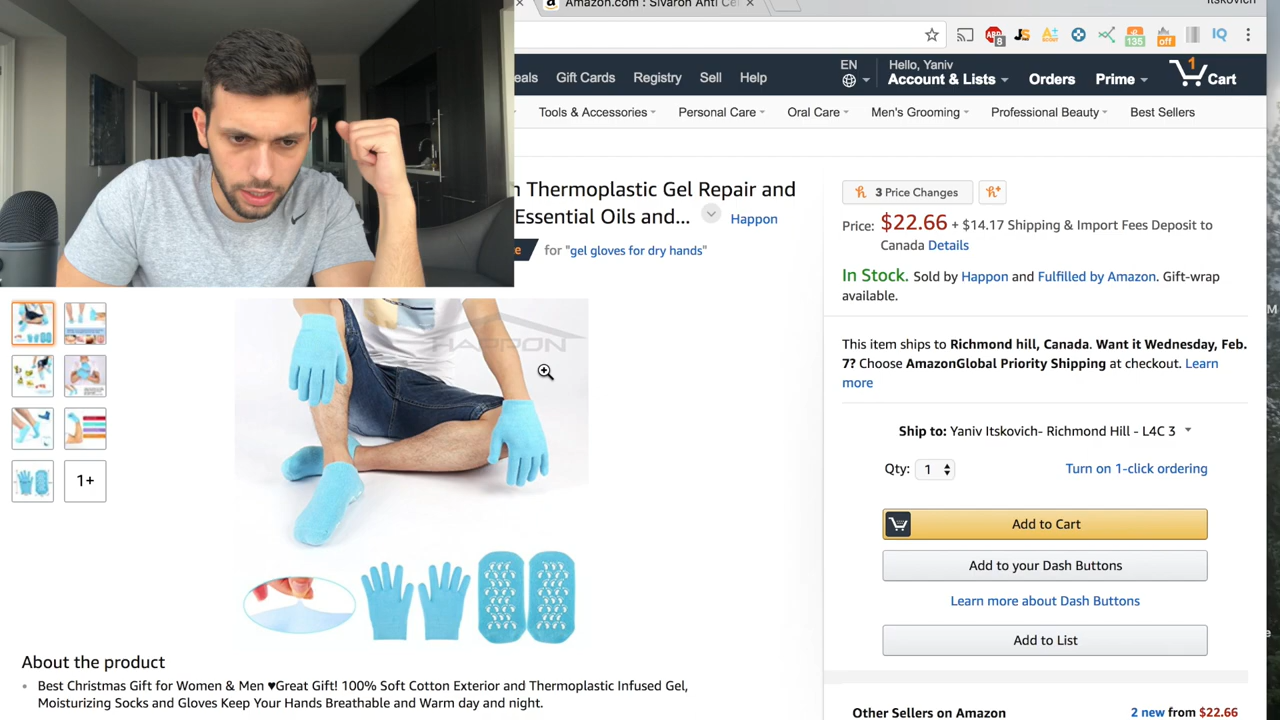 Itskovich
Amazon.com : Sivaron Anti Cel
ABP
8
JS
A+
SCOUT
135
off
IQ
eals
Gift Cards
Registry
Sell
Help
EN
Hello, Yaniv
Account & Lists
Orders
Prime
1
Cart
Tools & Accessories
Personal Care
Oral Care
Men's Grooming
Professional Beauty
Best Sellers
Thermoplastic Gel Repair and
Essential Oils and...
Happon
for "gel gloves for dry hands"
3 Price Changes
Price: $22.66 + $14.17 Shipping & Import Fees Deposit to
Canada Details
In Stock. Sold by Happon and Fulfilled by Amazon. Gift-wrap
available.
This item ships to Richmond hill, Canada. Want it Wednesday, Feb.
7? Choose AmazonGlobal Priority Shipping at checkout. Learn
more
Ship to: Yaniv Itskovich- Richmond Hill - L4C 3
Qty: 1
Turn on 1-click ordering
Add to Cart
Add to your Dash Buttons
Learn more about Dash Buttons
Add to List
Other Sellers on Amazon
2 new from $22.66
HAPPON
1+
About the product
Best Christmas Gift for Women & Men ♥Great Gift! 100% Soft Cotton Exterior and Thermoplastic Infused Gel,
Moisturizing Socks and Gloves Keep Your Hands Breathable and Warm day and night.